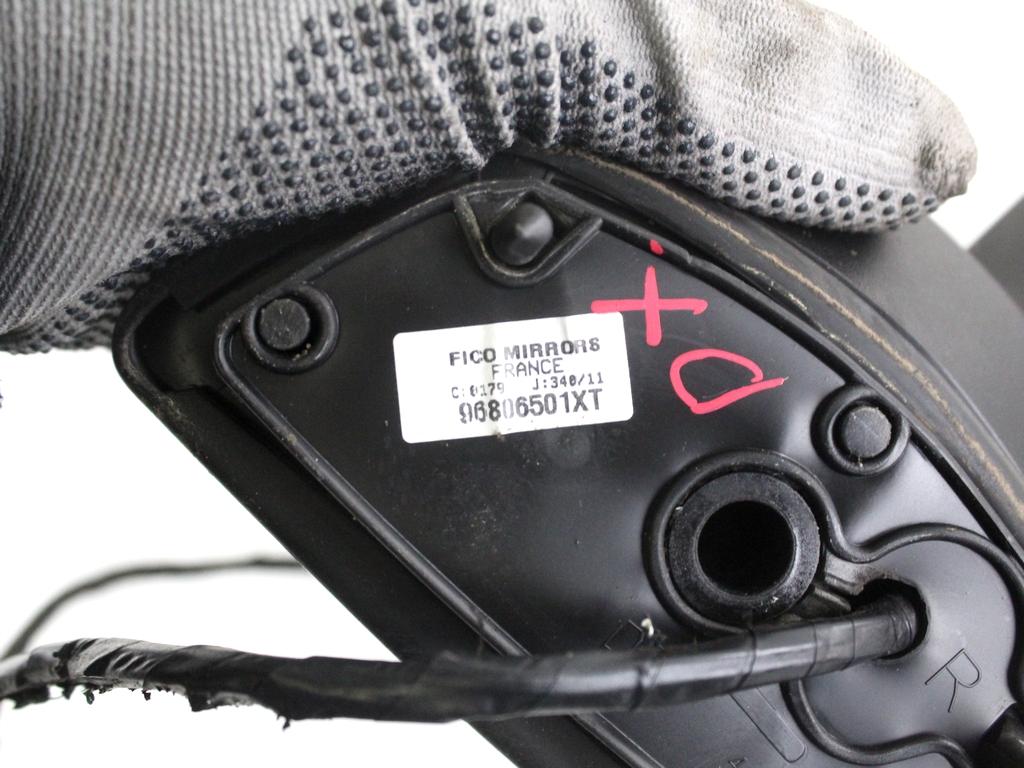 FICO MIRRORS
FRANCE
C:0179 J:340/11
96806501XT
R